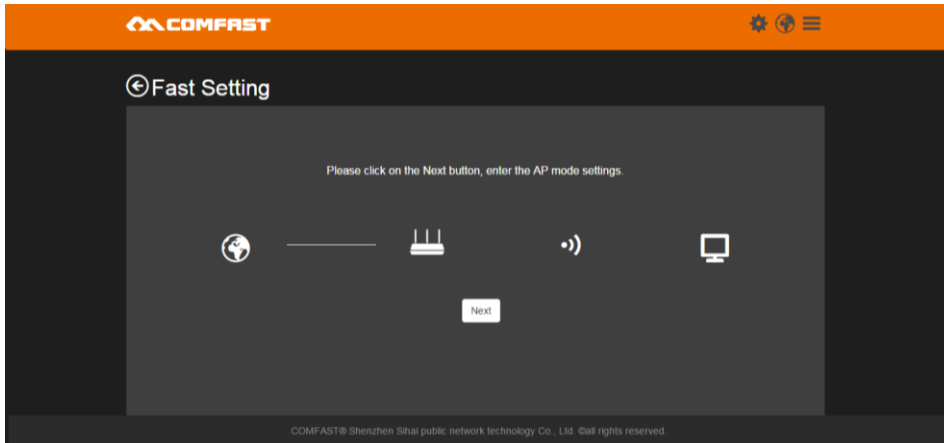 COMFAST
Fast Setting
Please click on the Next button, enter the AP mode settings.
Next
COMFAST® Shenzhen Sihai public network technology Co., Ltd. ©all rights reserved.